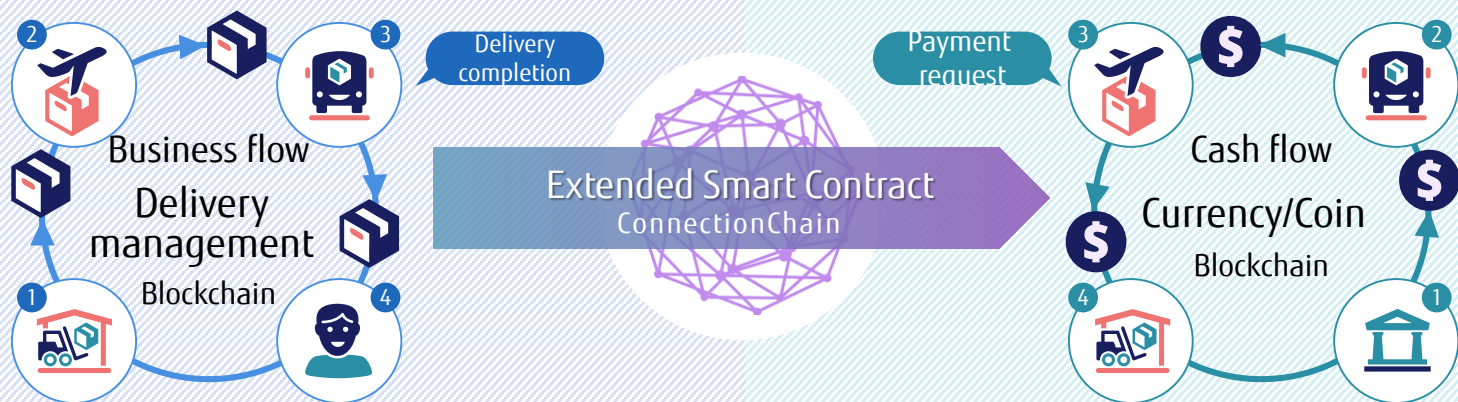 2
3
Delivery
completion
Business flow
Delivery
management
Blockchain
1
4
Extended Smart Contract
ConnectionChain
Payment
request
3
$
2
Cash flow
$
Currency/Coin
$
Blockchain
4
1